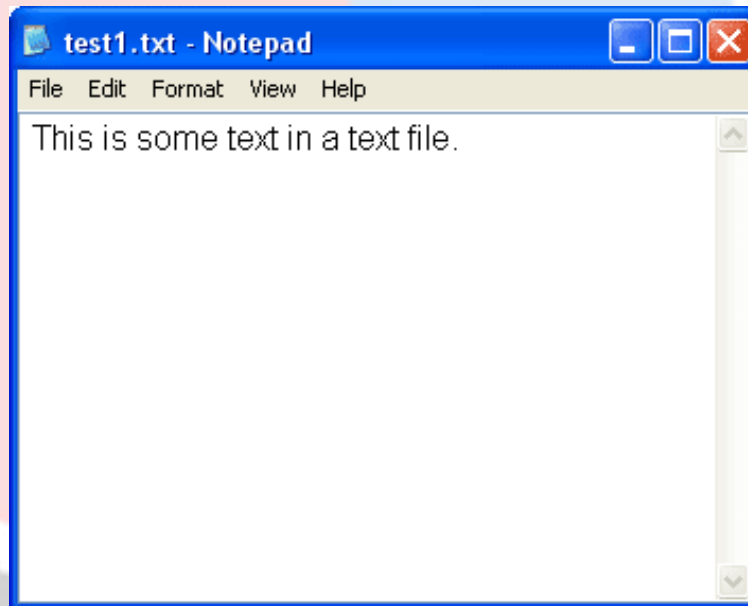 test1.txt - Notepad
File Edit Format View Help
This is some text in a text file.